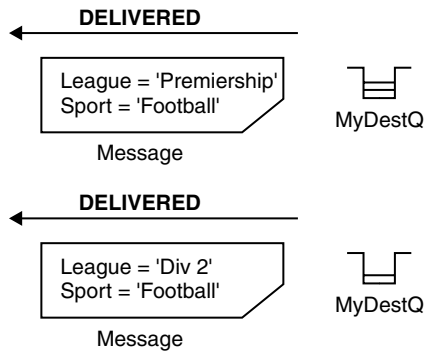 DELIVERED
League = 'Premiership'
Sport = 'Football'
MyDestQ
Message
DELIVERED
League = 'Div 2'
Sport = 'Football'
MyDestQ
Message